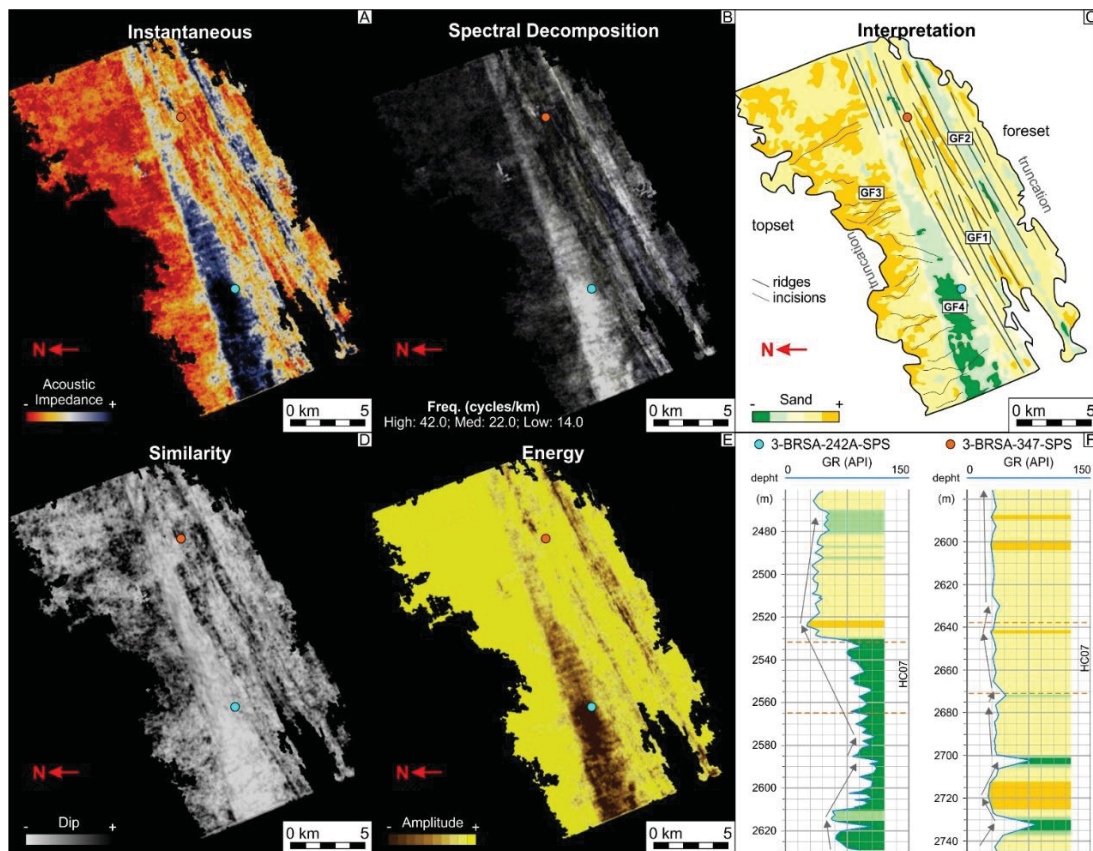 A
Instantaneous
N
Acoustic
Impedance
- +
0 km 5
B
Spectral Decomposition
N
Freq. (cycles/km)
High: 42.0; Med: 22.0; Low: 14.0
0 km 5
C
Interpretation
foreset
GF2
truncation
GF3
topset
GF1
truncation
ridges
incisions
GF4
N
- Sand +
0 km 5
D
Similarity
N
- Dip +
0 km 5
E
Energy
N
- Amplitude +
0 km 5
F
3-BRSA-242A-SPS
GR (API)
0 150
depht
(m)
2480
2500
2520
2540
2560
2580
2600
2620
HC07
3-BRSA-347-SPS
GR (API)
0 150
depht
(m)
2600
2620
2640
2660
2680
2700
2720
2740
HC07